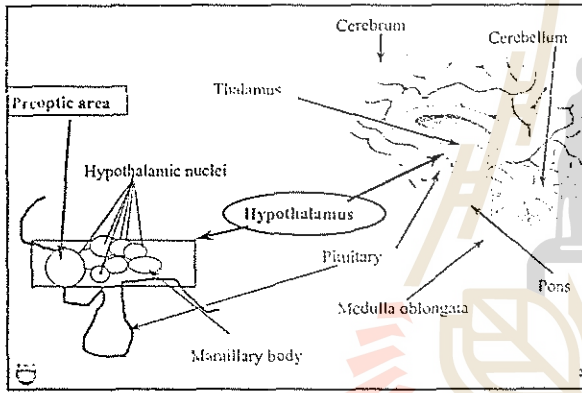 Cerebrum
Cerebellum
Thalamus
Preoptic area
Hypothalamic nuclei
Hypothalamus
Pituitary
Pons
Medulla oblongata
Mamillary body